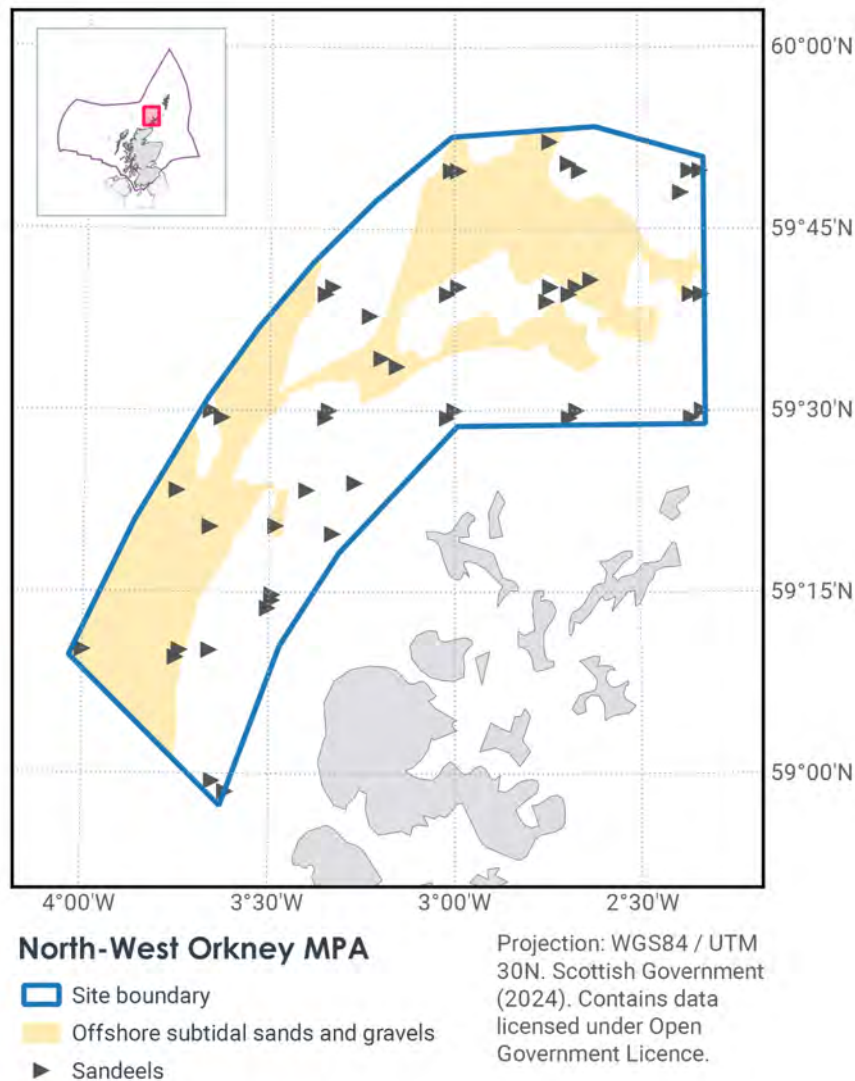 60°00'N
59°45'N
59°30'N
59°15'N
59°00'N
4°00'W
3°30'W
3°00'W
2°30'W
North-West Orkney MPA
Site boundary
Offshore subtidal sands and gravels
Sandeels
Projection: WGS84 / UTM
30N. Scottish Government
(2024). Contains data
licensed under Open
Government Licence.